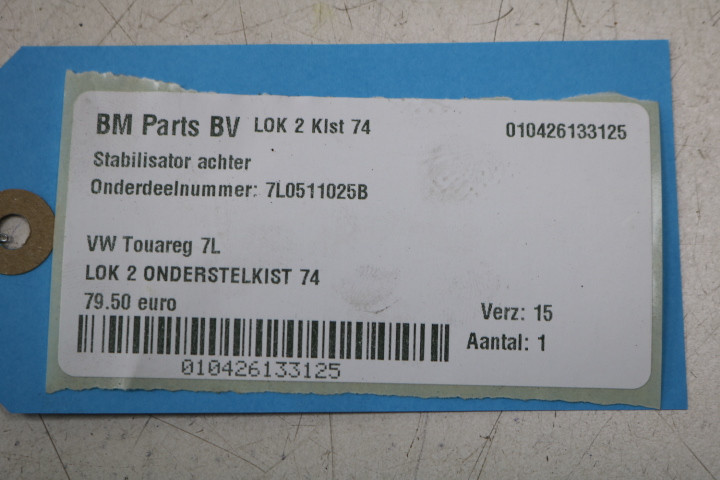 BM Parts BV LOK 2 KIst 74 010426133125
Stabilisator achter
Onderdeelnummer: 7L0511025B
VW Touareg 7L
LOK 2 ONDERSTELKIST 74
79.50 euro Verz: 15
Aantal: 1
010426133125